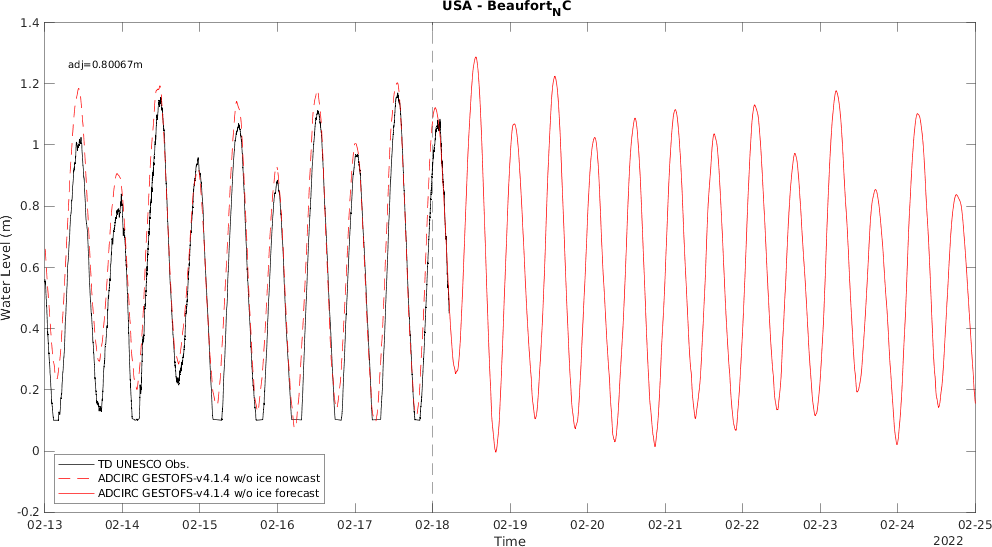 USA - Beaufort_NC
1.4
1.2
1
0.8
0.6
0.4
0.2
0
-0.2
Water Level (m)
adj=0.80067m
TD UNESCO Obs.
ADCIRC GESTOFS-v4.1.4 w/o ice nowcast
ADCIRC GESTOFS-v4.1.4 w/o ice forecast
02-13 02-14 02-15 02-16 02-17 02-18 02-19 02-20 02-21 02-22 02-23 02-24 02-25
Time
2022